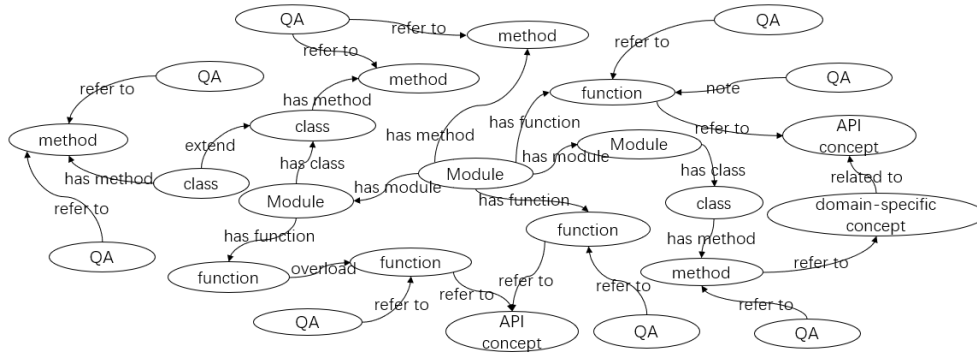 QA
refer to
method
QA
refer to
refer to
QA
method
function
QA
note
refer to
has method
method
class
has function
refer to
API
concept
extend
has method
Module
has module
has method
class
has class
Module
has class
related to
refer to
Module
has module
has function
class
domain-specific
concept
QA
has function
function
has method
function
overload
function
refer to
method
refer to
QA
refer to
refer to
API
concept
refer to
QA
refer to
QA